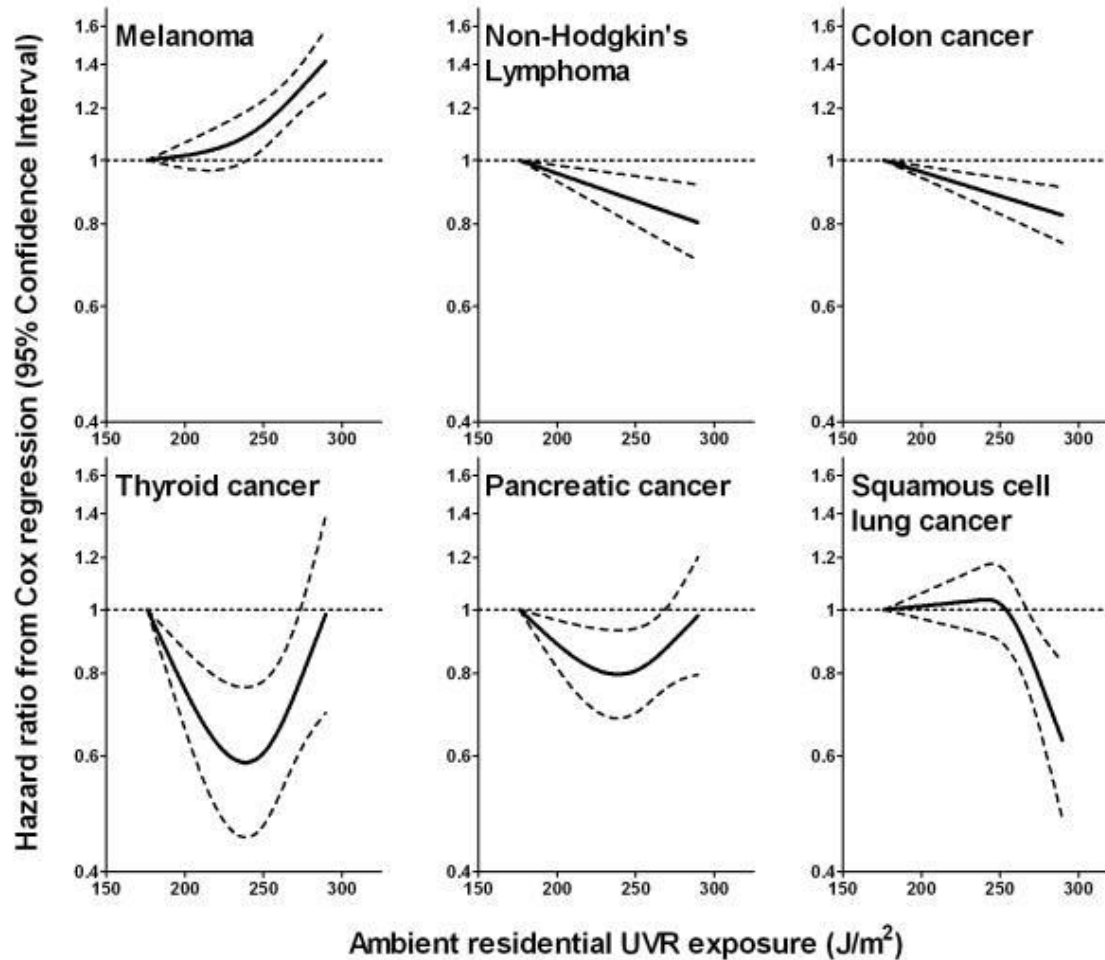 Hazard ratio from Cox regression (95% Confidence Interval)
Melanoma
1.6
1.4
1.2
1
0.8
0.6
0.4
150 200 250 300
Non-Hodgkin's
Lymphoma
1.6
1.4
1.2
1
0.8
0.6
0.4
150 200 250 300
Colon cancer
1.6
1.4
1.2
1
0.8
0.6
0.4
150 200 250 300
Thyroid cancer
1.6
1.4
1.2
1
0.8
0.6
0.4
150 200 250 300
Pancreatic cancer
1.6
1.4
1.2
1
0.8
0.6
0.4
150 200 250 300
Squamous cell
lung cancer
1.6
1.4
1.2
1
0.8
0.6
0.4
150 200 250 300
Ambient residential UVR exposure (J/m²)